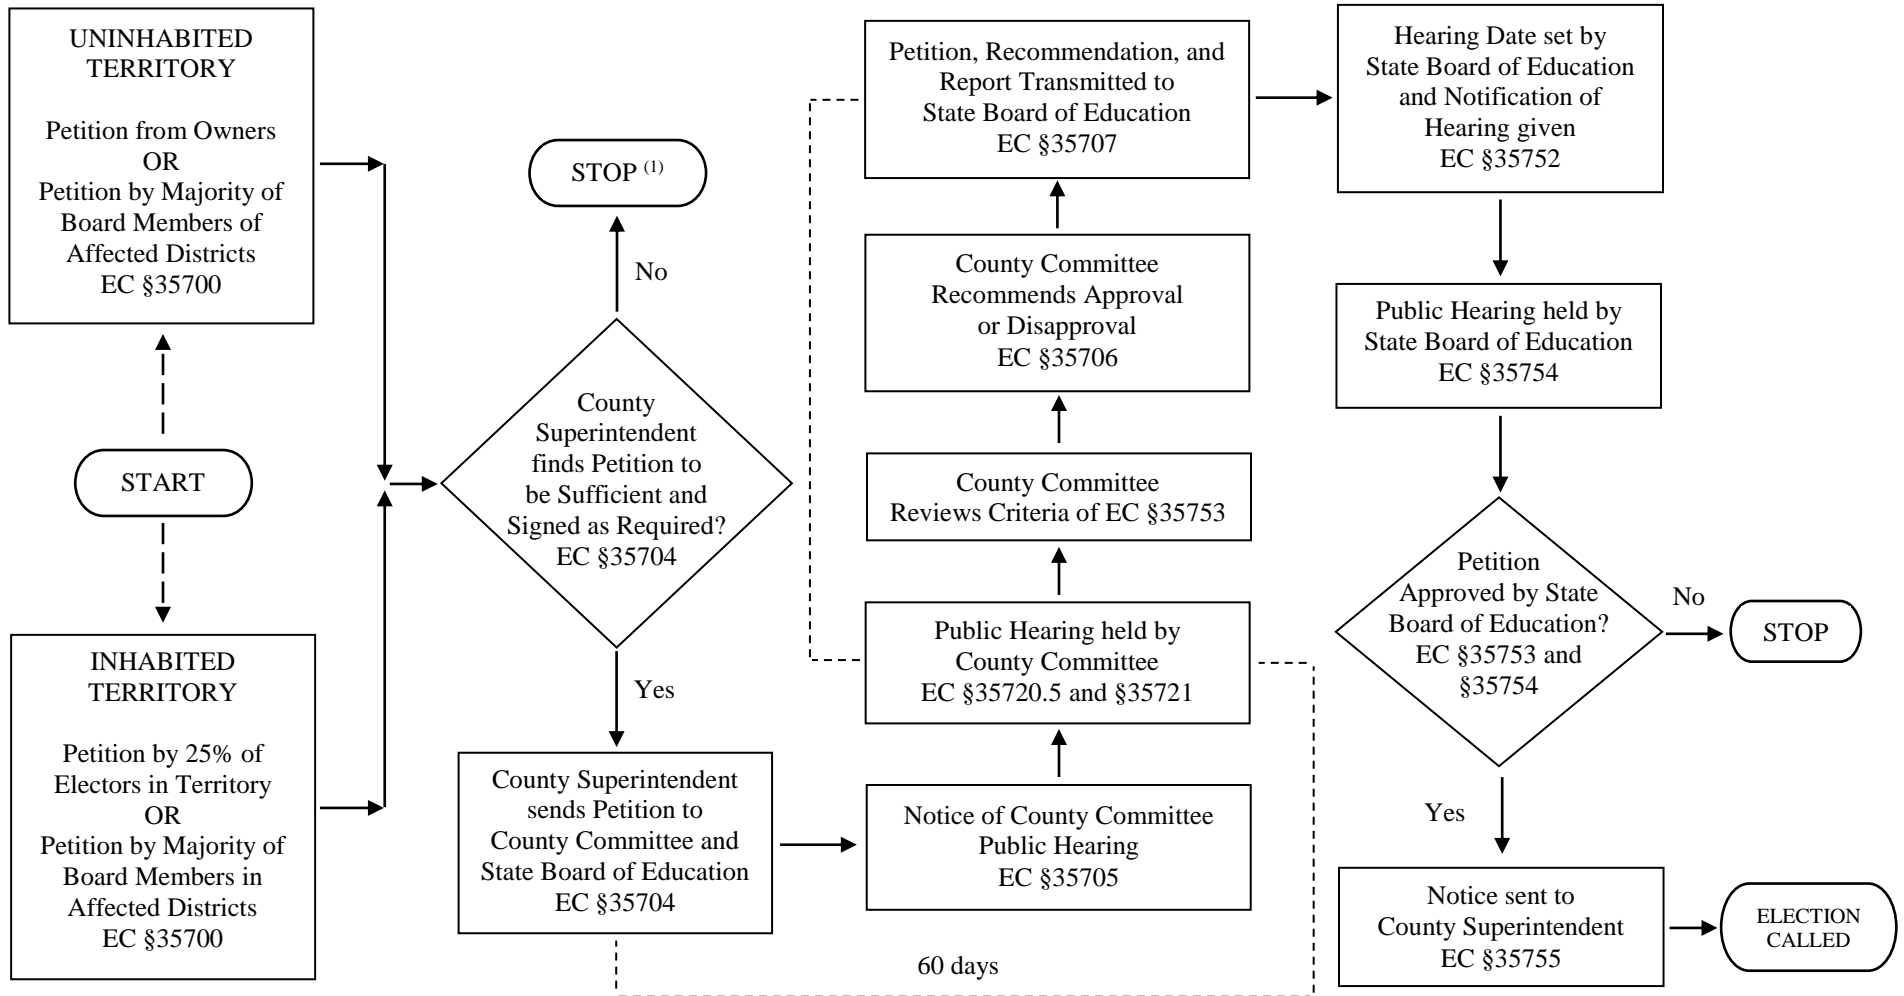 UNINHABITED
TERRITORY
Petition from Owners
OR
Petition by Majority of
Board Members of
Affected Districts
EC §35700
START
INHABITED
TERRITORY
Petition by 25% of
Electors in Territory
OR
Petition by Majority of
Board Members in
Affected Districts
EC §35700
STOP (1)
No
County
Superintendent
finds Petition to
be Sufficient and
Signed as Required?
EC §35704
Yes
County Superintendent
sends Petition to
County Committee and
State Board of Education
EC §35704
60 days
Petition, Recommendation, and
Report Transmitted to
State Board of Education
EC §35707
County Committee
Recommends Approval
or Disapproval
EC §35706
County Committee
Reviews Criteria of EC §35753
Public Hearing held by
County Committee
EC §35720.5 and §35721
Notice of County Committee
Public Hearing
EC §35705
Hearing Date set by
State Board of Education
and Notification of
Hearing given
EC §35752
Public Hearing held by
State Board of Education
EC §35754
Petition
Approved by State
Board of Education?
EC §35753 and
§35754
No
STOP
Yes
Notice sent to
County Superintendent
EC §35755
ELECTION
CALLED